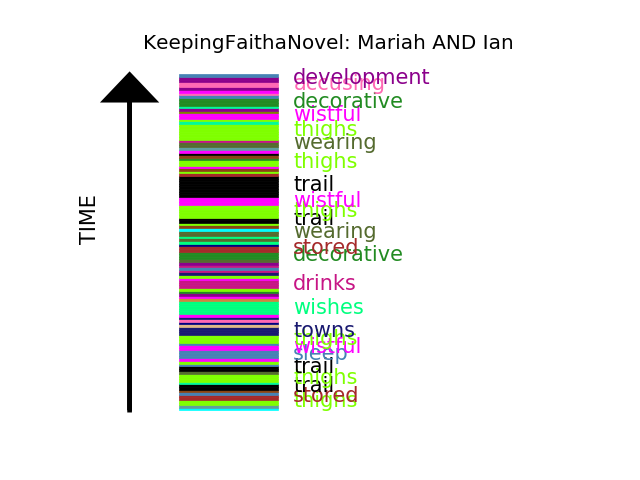 KeepingFaithaNovel: Mariah AND Ian
development
accusing
decorative
wistful
thighs
wearing
thighs
trail
wistful
thighs
trail
wearing
stored
decorative
drinks
wishes
towns
thighs
wistful
sleep
trail
thighs
trail
stored
thighs
TIME